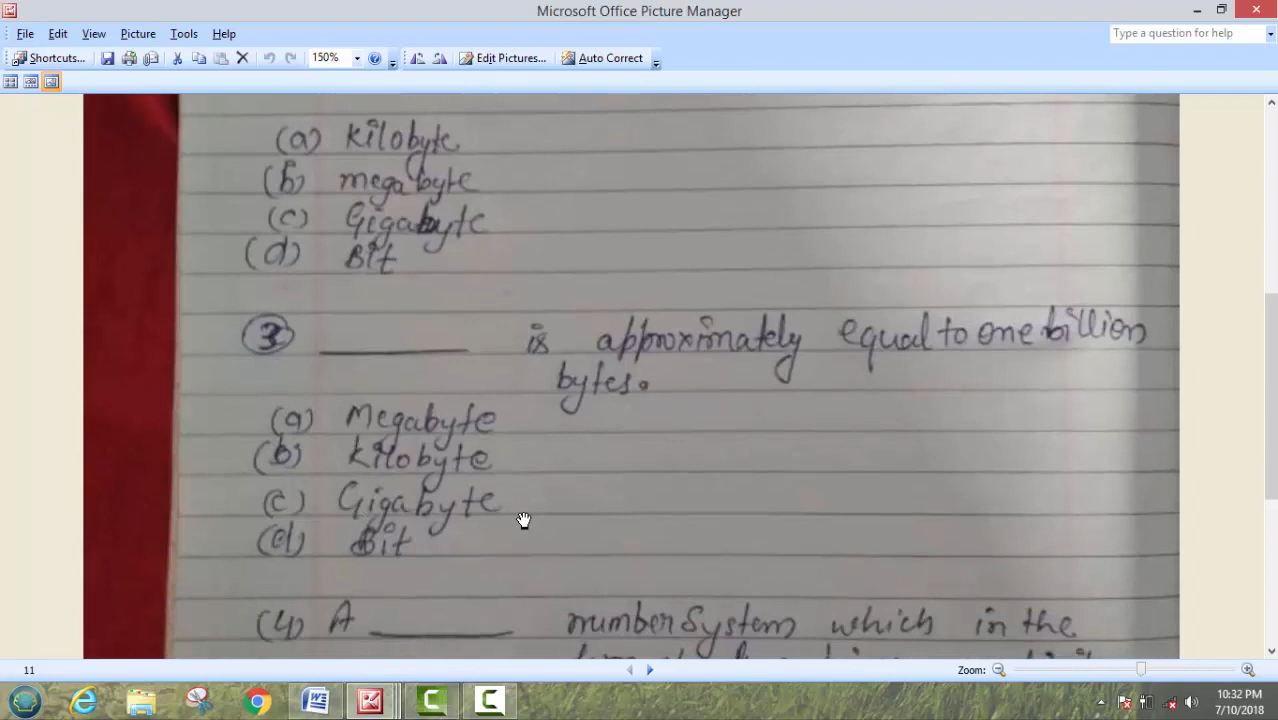 Microsoft Office Picture Manager
File Edit View Picture Tools Help
Type a question for help
Shortcuts...
150%
Edit Pictures...
Auto Correct
(a) Kilobyte
(b) megabyte
(c) Gigabyte
(d) Bit
3 ______ is approximately equal to one billion
bytes.
(a) Megabyte
(b) Kilobyte
(c) Gigabyte
(d) Bit
(4) A ______ number System which in the
11
Zoom:
10:32 PM
7/10/2018